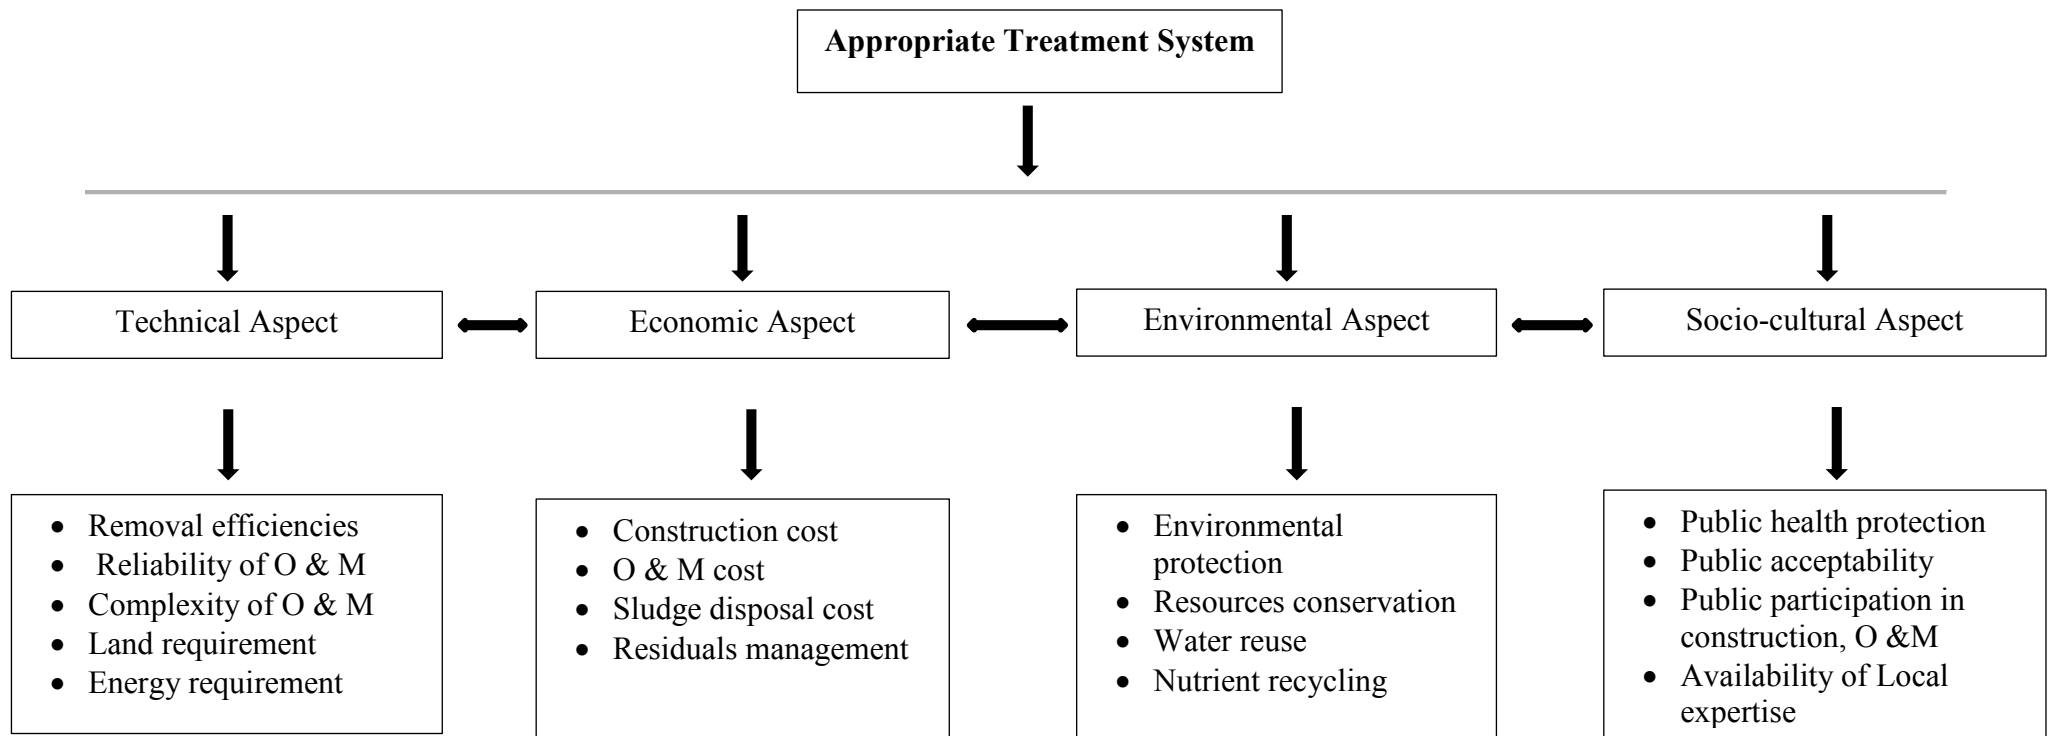 Appropriate Treatment System
Technical Aspect
Economic Aspect
Environmental Aspect
Socio-cultural Aspect
• Removal efficiencies
• Reliability of O & M
• Complexity of O & M
• Land requirement
• Energy requirement
• Construction cost
• O & M cost
• Sludge disposal cost
• Residuals management
• Environmental
protection
• Resources conservation
• Water reuse
• Nutrient recycling
• Public health protection
• Public acceptability
• Public participation in
construction, O &M
• Availability of Local
expertise